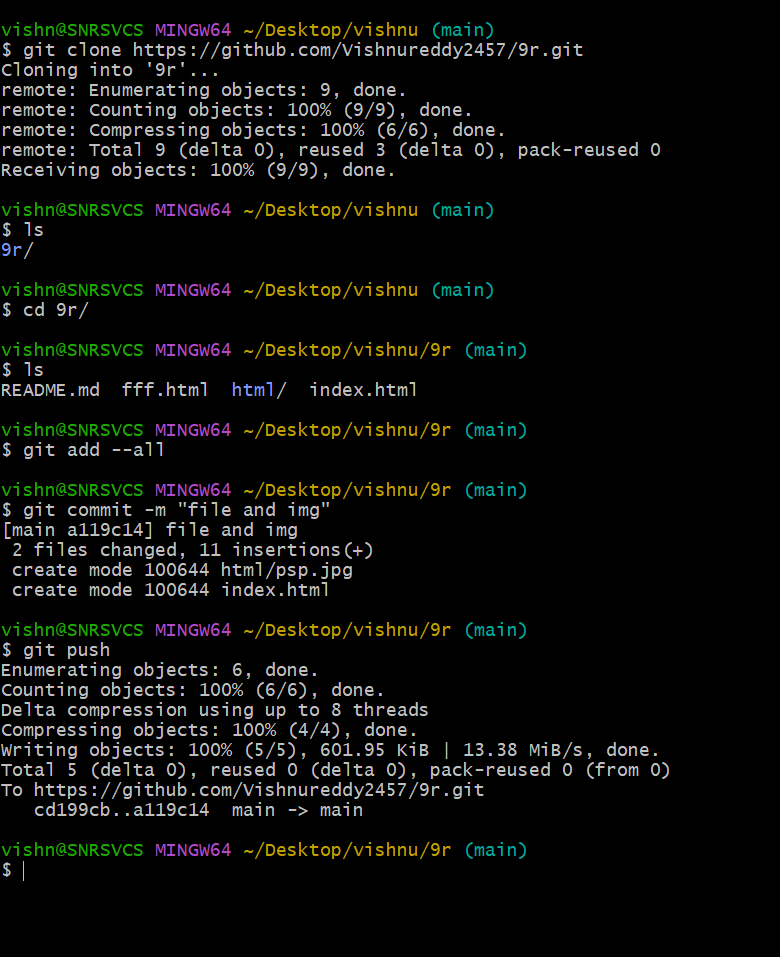 vishn@SNRSVCS MINGW64 ~/Desktop/vishnu (main)
$ git clone https://github.com/Vishnureddy2457/9r.git
Cloning into '9r'...
remote: Enumerating objects: 9, done.
remote: Counting objects: 100% (9/9), done.
remote: Compressing objects: 100% (6/6), done.
remote: Total 9 (delta 0), reused 3 (delta 0), pack-reused 0
Receiving objects: 100% (9/9), done.
vishn@SNRSVCS MINGW64 ~/Desktop/vishnu (main)
$ ls
9r/
vishn@SNRSVCS MINGW64 ~/Desktop/vishnu (main)
$ cd 9r/
vishn@SNRSVCS MINGW64 ~/Desktop/vishnu/9r (main)
$ ls
README.md  fff.html  html/  index.html
vishn@SNRSVCS MINGW64 ~/Desktop/vishnu/9r (main)
$ git add --all
vishn@SNRSVCS MINGW64 ~/Desktop/vishnu/9r (main)
$ git commit -m "file and img"
[main a119c14] file and img
 2 files changed, 11 insertions(+)
 create mode 100644 html/psp.jpg
 create mode 100644 index.html
vishn@SNRSVCS MINGW64 ~/Desktop/vishnu/9r (main)
$ git push
Enumerating objects: 6, done.
Counting objects: 100% (6/6), done.
Delta compression using up to 8 threads
Compressing objects: 100% (4/4), done.
Writing objects: 100% (5/5), 601.95 KiB | 13.38 MiB/s, done.
Total 5 (delta 0), reused 0 (delta 0), pack-reused 0 (from 0)
To https://github.com/Vishnureddy2457/9r.git
   cd199cb..a119c14  main -> main
vishn@SNRSVCS MINGW64 ~/Desktop/vishnu/9r (main)
$